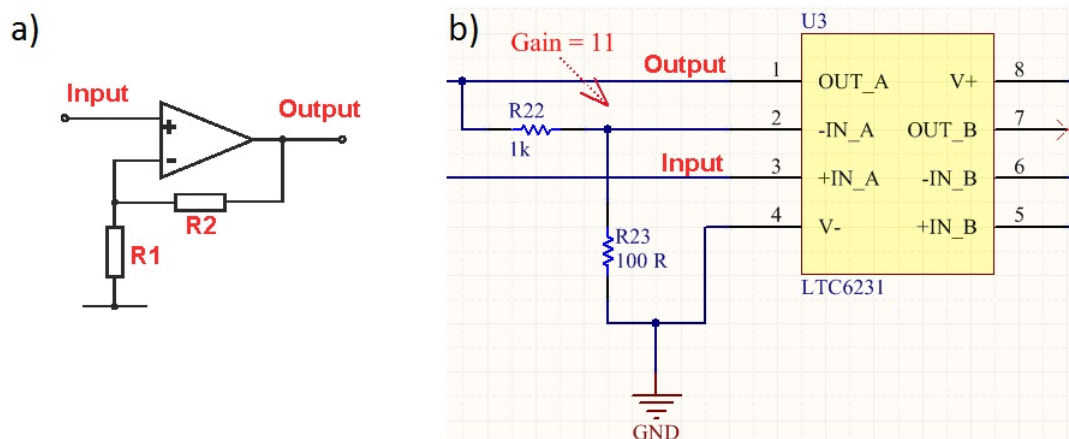 a)
Input
Output
+
-
R2
R1
b)
Gain = 11
U3
Output
1
OUT_A
V+
8
R22
1k
2
-IN_A
OUT_B
7
Input
3
+IN_A
-IN_B
6
4
V-
+IN_B
5
R23
100 R
LTC6231
GND